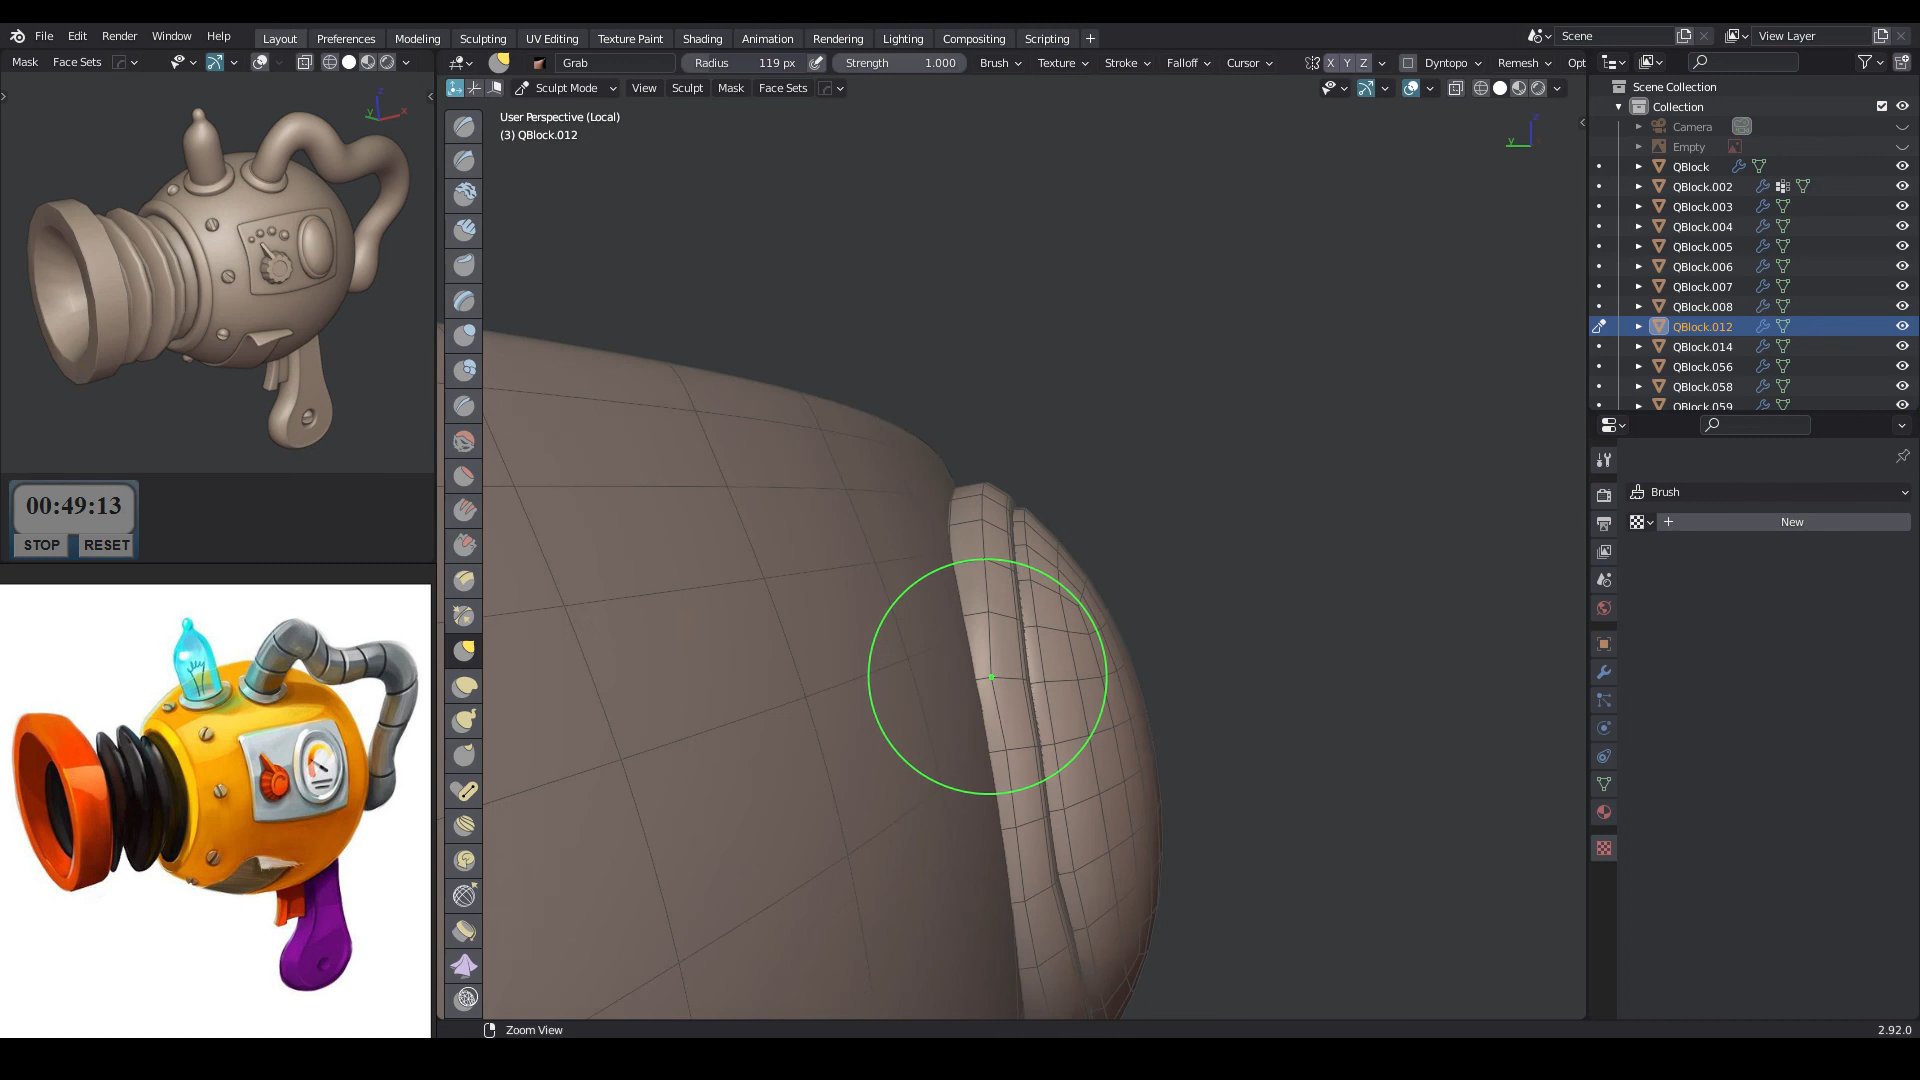 File Edit Render Window Help
Layout Preferences Modeling Sculpting UV Editing Texture Paint Shading Animation Rendering Lighting Compositing Scripting +
Scene
View Layer
Mask Face Sets
Grab
Radius 119 px
Strength 1.000
Brush Texture Stroke Falloff Cursor
X Y Z
Dyntopo Remesh Opt
Sculpt Mode View Sculpt Mask Face Sets
User Perspective (Local)
(3) QBlock.012
Z
Y
z
y
x
00:49:13
STOP RESET
Scene Collection
Collection
Camera
Empty
QBlock
QBlock.002
QBlock.003
QBlock.004
QBlock.005
QBlock.006
QBlock.007
QBlock.008
QBlock.012
QBlock.014
QBlock.056
QBlock.058
QBlock.059
Brush
+ New
Zoom View
2.92.0